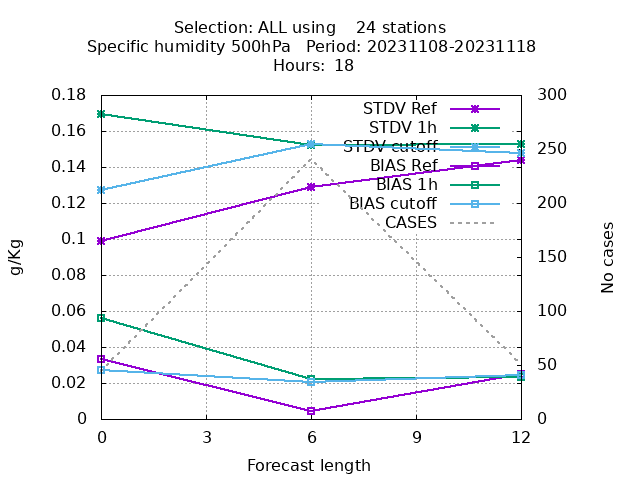 Selection: ALL using    24 stations
Specific humidity 500hPa   Period: 20231108-20231118
Hours:  18
0.18
0.16
0.14
0.12
0.1
0.08
0.06
0.04
0.02
0
g/Kg
STDV Ref
STDV 1h
STDV cutoff
BIAS Ref
BIAS 1h
BIAS cutoff
CASES
300
250
200
150
100
50
0
No cases
0 3 6 9 12
Forecast length